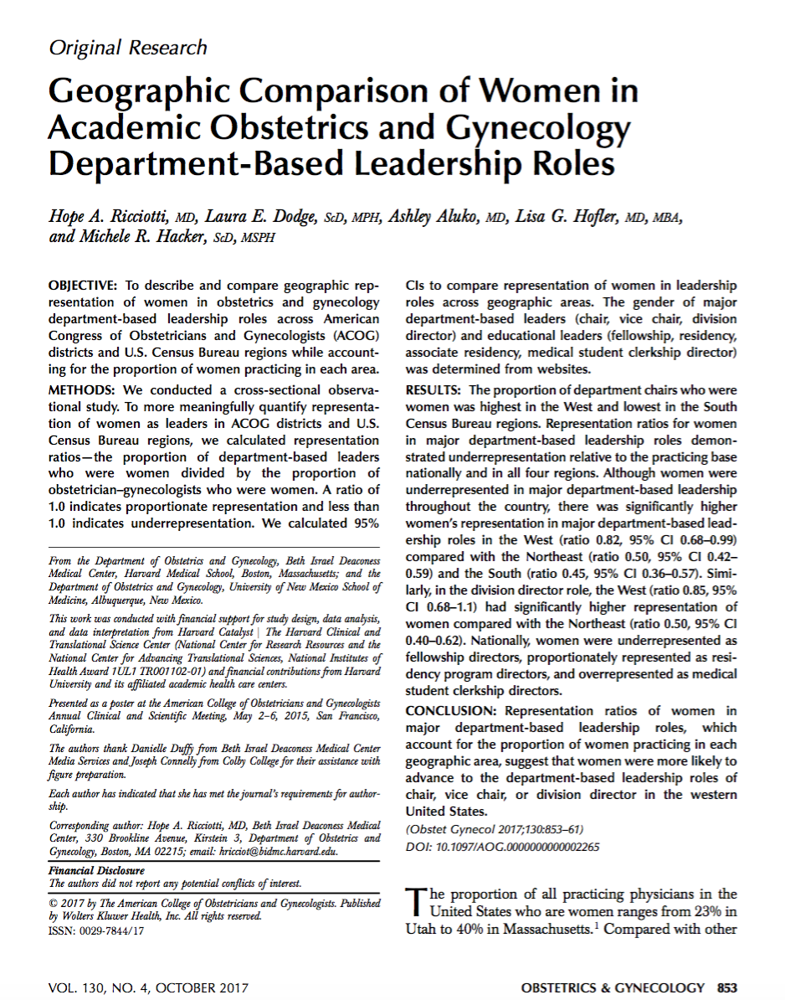 Original Research
Geographic Comparison of Women in
Academic Obstetrics and Gynecology
Department-Based Leadership Roles
Hope A. Ricciotti, MD, Laura E. Dodge, ScD, MPH, Ashley Aluko, MD, Lisa G. Hofler, MD, MBA,
and Michele R. Hacker, ScD, MSPH
OBJECTIVE: To describe and compare geographic rep-
resentation of women in obstetrics and gynecology
department-based leadership roles across American
Congress of Obstetricians and Gynecologists (ACOG)
districts and U.S. Census Bureau regions while account-
ing for the proportion of women practicing in each area.
METHODS: We conducted a cross-sectional observa-
tional study. To more meaningfully quantify representa-
tion of women as leaders in ACOG districts and U.S.
Census Bureau regions, we calculated representation
ratios—the proportion of department-based leaders
who were women divided by the proportion of
obstetrician–gynecologists who were women. A ratio of
1.0 indicates proportionate representation and less than
1.0 indicates underrepresentation. We calculated 95%
From the Department of Obstetrics and Gynecology, Beth Israel Deaconess
Medical Center, Harvard Medical School, Boston, Massachusetts; and the
Department of Obstetrics and Gynecology, University of New Mexico School of
Medicine, Albuquerque, New Mexico.
This work was conducted with financial support for study design, data analysis,
and data interpretation from Harvard Catalyst | The Harvard Clinical and
Translational Science Center (National Center for Research Resources and the
National Center for Advancing Translational Sciences, National Institutes of
Health Award 1UL1 TR001102-01) and financial contributions from Harvard
University and its affiliated academic health care centers.
Presented as a poster at the American College of Obstetricians and Gynecologists
Annual Clinical and Scientific Meeting, May 2–6, 2015, San Francisco,
California.
The authors thank Danielle Duffy from Beth Israel Deaconess Medical Center
Media Services and Joseph Connelly from Colby College for their assistance with
figure preparation.
Each author has indicated that she has met the journal's requirements for author-
ship.
Corresponding author: Hope A. Ricciotti, MD, Beth Israel Deaconess Medical
Center, 330 Brookline Avenue, Kirstein 3, Department of Obstetrics and
Gynecology, Boston, MA 02215; email: hricciot@bidmc.harvard.edu.
Financial Disclosure
The authors did not report any potential conflicts of interest.
© 2017 by The American College of Obstetricians and Gynecologists. Published
by Wolters Kluwer Health, Inc. All rights reserved.
ISSN: 0029-7844/17
CIs to compare representation of women in leadership
roles across geographic areas. The gender of major
department-based leaders (chair, vice chair, division
director) and educational leaders (fellowship, residency,
associate residency, medical student clerkship director)
was determined from websites.
RESULTS: The proportion of department chairs who were
women was highest in the West and lowest in the South
Census Bureau regions. Representation ratios for women
in major department-based leadership roles demon-
strated underrepresentation relative to the practicing base
nationally and in all four regions. Although women were
underrepresented in major department-based leadership
throughout the country, there was significantly higher
women's representation in major department-based lead-
ership roles in the West (ratio 0.82, 95% CI 0.68–0.99)
compared with the Northeast (ratio 0.50, 95% CI 0.42–
0.59) and the South (ratio 0.45, 95% CI 0.36–0.57). Simi-
larly, in the division director role, the West (ratio 0.85, 95%
CI 0.68–1.1) had significantly higher representation of
women compared with the Northeast (ratio 0.50, 95% CI
0.40–0.62). Nationally, women were underrepresented as
fellowship directors, proportionately represented as resi-
dency program directors, and overrepresented as medical
student clerkship directors.
CONCLUSION: Representation ratios of women in
major department-based leadership roles, which
account for the proportion of women practicing in each
geographic area, suggest that women were more likely to
advance to the department-based leadership roles of
chair, vice chair, or division director in the western
United States.
(Obstet Gynecol 2017;130:853–61)
DOI: 10.1097/AOG.0000000000002265
The proportion of all practicing physicians in the
United States who are women ranges from 23% in
Utah to 40% in Massachusetts.1 Compared with other
VOL. 130, NO. 4, OCTOBER 2017
OBSTETRICS & GYNECOLOGY 853